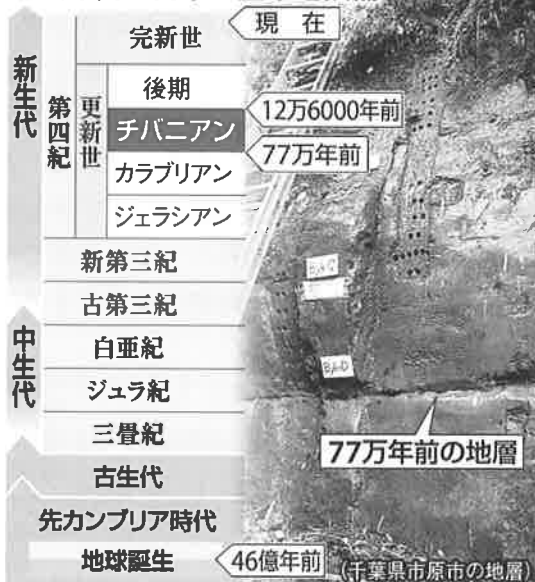 完新世
現在
新生代
第四紀
更新世
後期
12万6000年前
チバニアン
77万年前
カラブリアン
ジェラシアン
新第三紀
古第三紀
中生代
白亜紀
ジュラ紀
三畳紀
77万年前の地層
古生代
先カンブリア時代
地球誕生
46億年前
(千葉県市原市の地層)